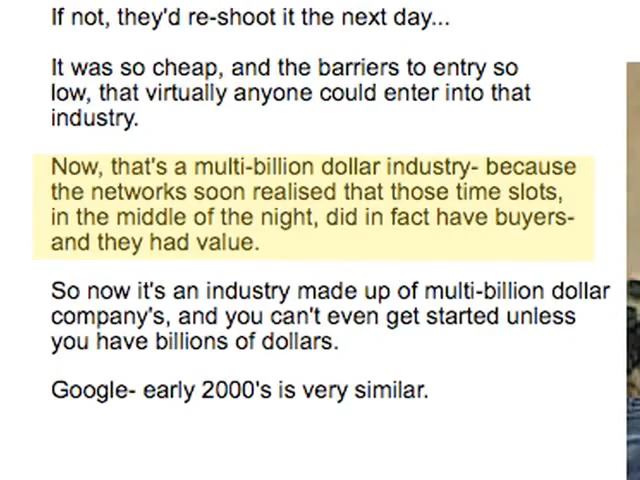 If not, they'd re-shoot it the next day...
It was so cheap, and the barriers to entry so
low, that virtually anyone could enter into that
industry.
Now, that's a multi-billion dollar industry- because
the networks soon realised that those time slots,
in the middle of the night, did in fact have buyers-
and they had value.
So now it's an industry made up of multi-billion dollar
company's, and you can't even get started unless
you have billions of dollars.
Google- early 2000's is very similar.